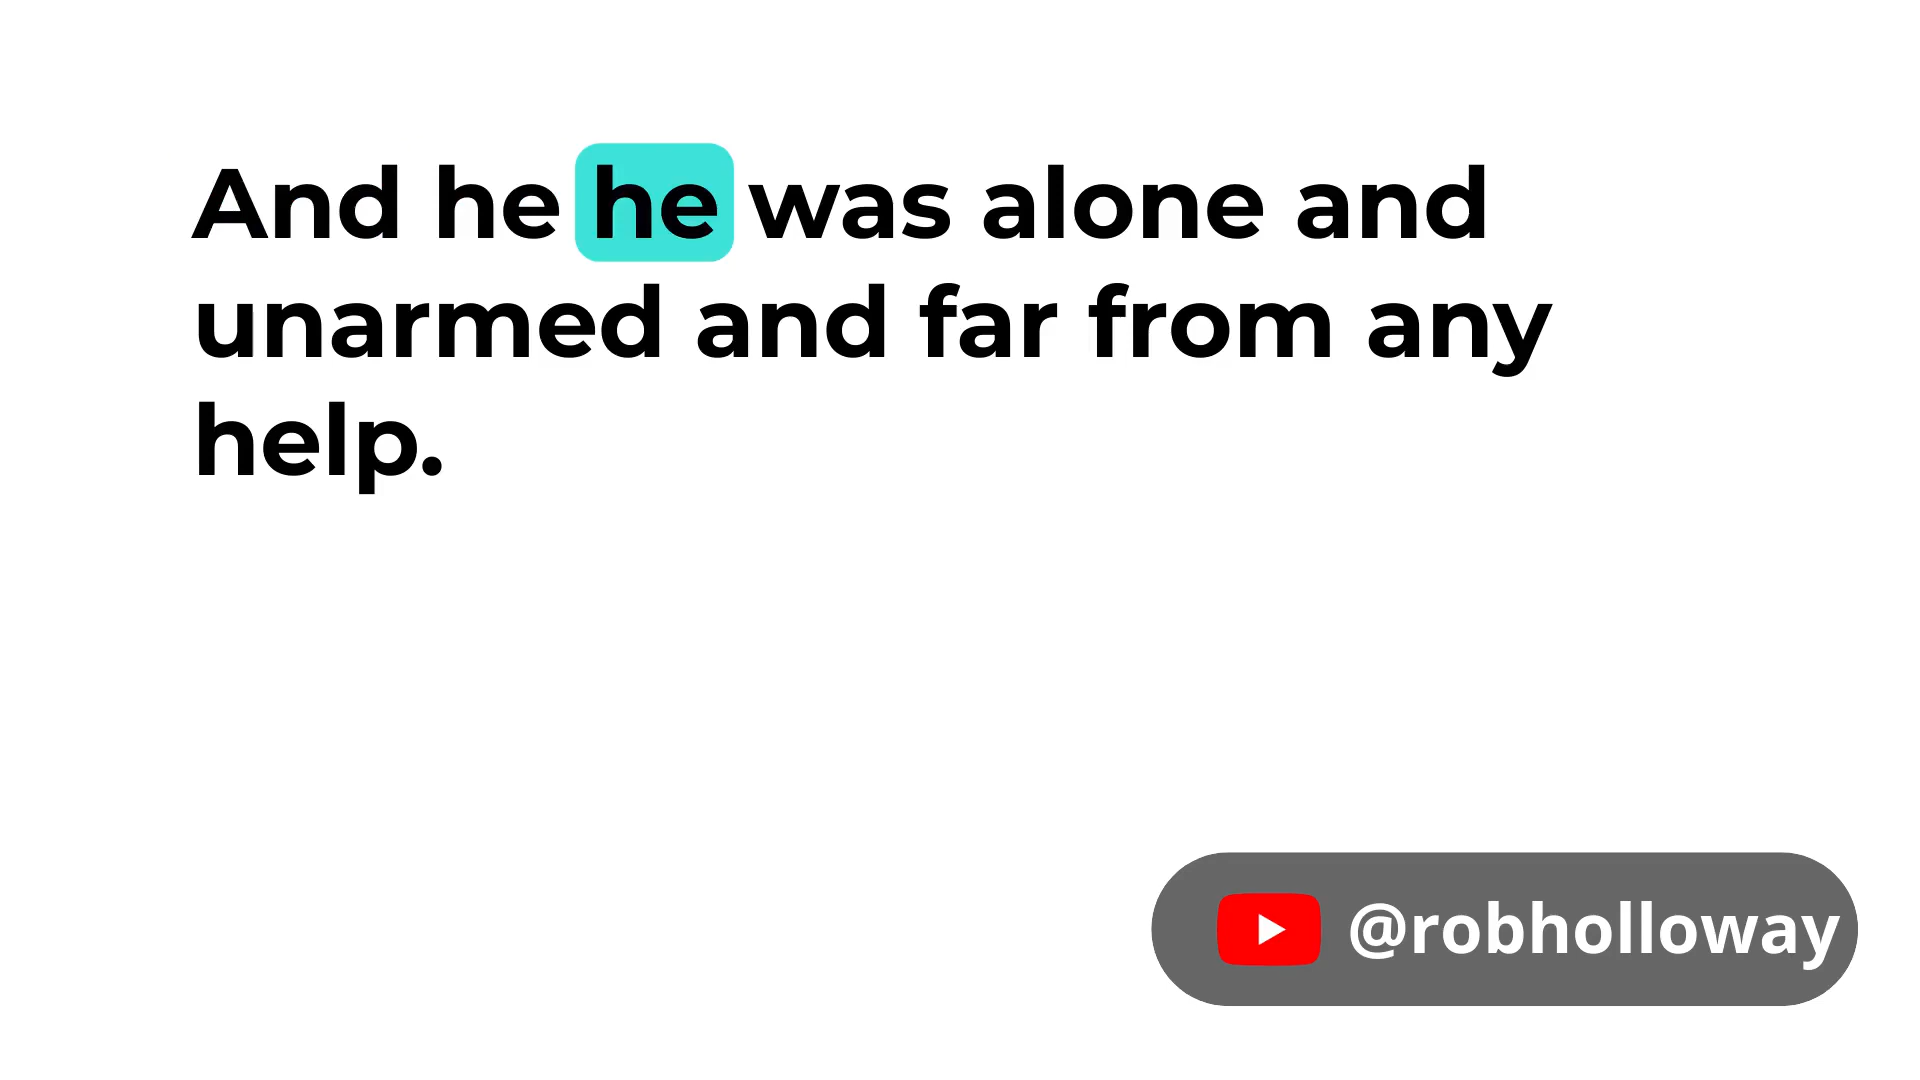 And he he was alone and
unarmed and far from any
help.
@robholloway